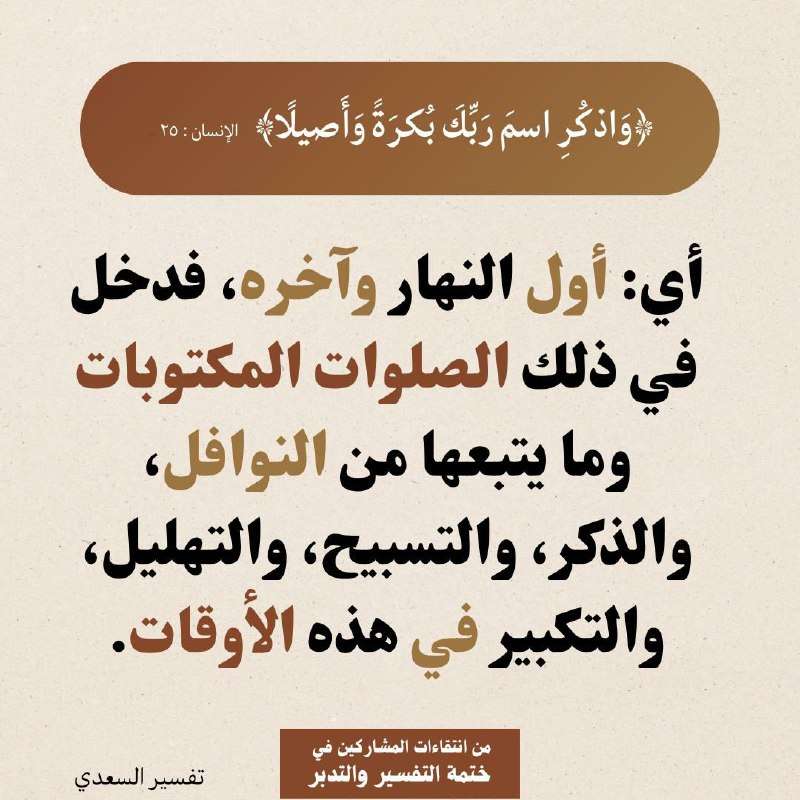 ﴿وَاذكُرِ اسمَ رَبِّكَ بُكرَةً وَأَصيلًا﴾ الإنسان : ٢٥
أي: أول النهار وآخره، فدخل
في ذلك الصلوات المكتوبات
وما يتبعها من النوافل،
والذكر، والتسبيح، والتهليل،
والتكبير في هذه الأوقات.
من انتقاءات المشاركين في
ختمة التفسير والتدبر
تفسير السعدي